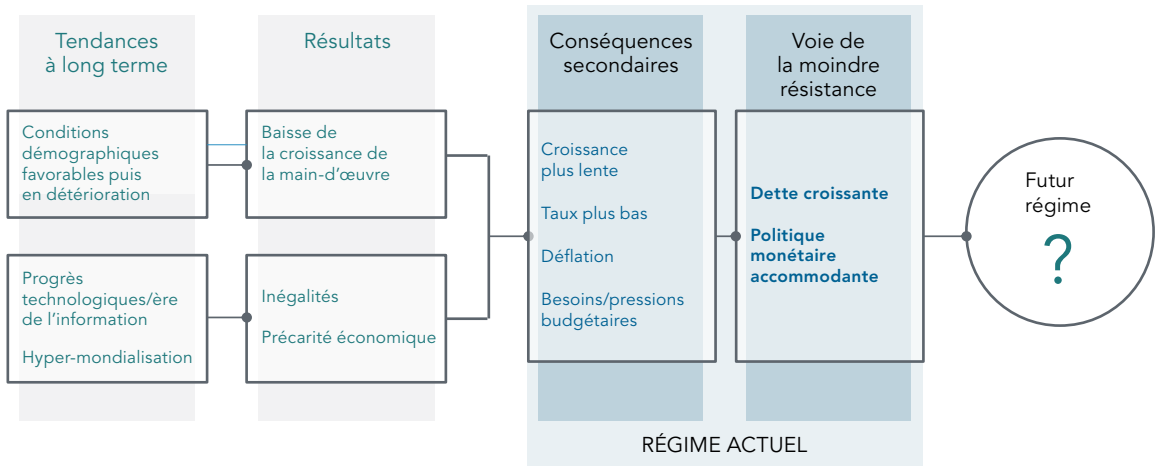 Tendances
à long terme
Résultats
Conséquences
secondaires
Voie de
la moindre
résistance
Conditions
démographiques
favorables puis
en détérioration
Baisse de
la croissance de
la main-d’œuvre
Progrès
technologiques/ère
de l’information
Hyper-mondialisation
Inégalités
Précarité économique
Croissance
plus lente
Taux plus bas
Déflation
Besoins/pressions
budgétaires
Dette croissante
Politique
monétaire
accommodante
Futur
régime
?
RÉGIME ACTUEL